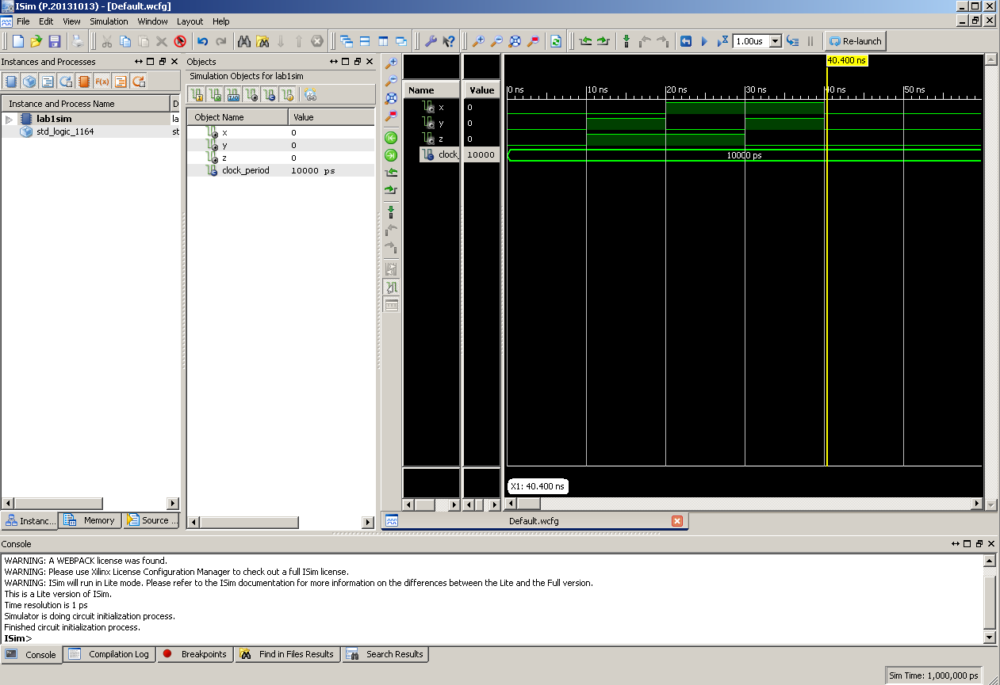 ISim (P.20131013) - [Default.wcfg]
File Edit View Simulation Window Layout Help
1.00us Re-launch
Instances and Processes
Instance and Process Name D
lab1sim la
std_logic_1164 st
Instanc... Memory Source ...
Objects
Simulation Objects for lab1sim
Object Name Value
x 0
y 0
z 0
clock_period 10000 ps
Name Value
x 0
y 0
z 0
clock_ 10000
40.400 ns
0 ns 10 ns 20 ns 30 ns 40 ns 50 ns
10000 ps
X1: 40.400 ns
Default.wcfg
Console
WARNING: A WEBPACK license was found.
WARNING: Please use Xilinx License Configuration Manager to check out a full ISim license.
WARNING: ISim will run in Lite mode. Please refer to the ISim documentation for more information on the differences between the Lite and the Full version.
This is a Lite version of ISim.
Time resolution is 1 ps
Simulator is doing circuit initialization process.
Finished circuit initialization process.
ISim>
Console Compilation Log Breakpoints Find in Files Results Search Results
Sim Time: 1,000,000 ps